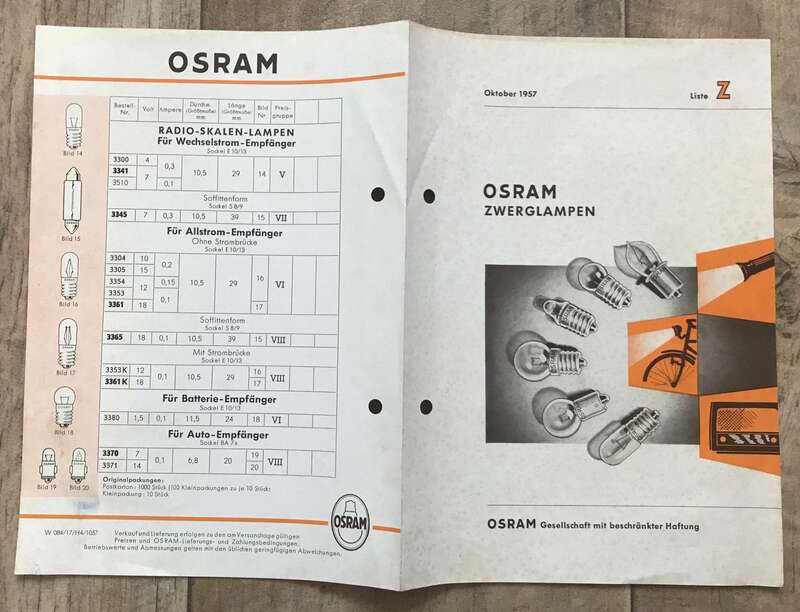 OSRAM
Bestell-Nr. Volt Ampere Durchm. (Größtmaße) mm Länge (Größtmaße) mm Bild Nr. Preis-gruppe
RADIO-SKALEN-LAMPEN
Für Wechselstrom-Empfänger
Sockel E 10/13
3300 4 0,3 10,5 29 14 V
3341 7
3510 0,1
Soffittenform
Sockel S 8/9
3345 7 0,3 10,5 39 15 VII
Für Allstrom-Empfänger
Ohne Strombrücke
Sockel E 10/13
3304 10 0,2 10,5 29 16 VI
3305 15
3354 12 0,15
3353 0,1
3361 18 17
Soffittenform
Sockel S 8/9
3365 18 0,1 10,5 39 15 VIII
Mit Strombrücke
Sockel E 10/13
3353 K 12 0,1 10,5 29 16 VIII
3361 K 18 17
Für Batterie-Empfänger
Sockel E 10/13
3380 1,5 0,1 11,5 24 18 VI
Für Auto-Empfänger
Sockel BA 7s
3370 7 0,1 6,8 20 19 VIII
3371 14 20
Bild 14
Bild 15
Bild 16
Bild 17
Bild 18
Bild 19 Bild 20
Originalpackungen:
Postkarton: 1000 Stück (100 Kleinpackungen zu je 10 Stück)
Kleinpackung: 10 Stück
OSRAM
W 084/17/H4/1057
Verkauf und Lieferung erfolgen zu den am Versandtage gültigen
Preisen und OSRAM-Lieferungs- und Zahlungsbedingungen.
Betriebswerte und Abmessungen gelten mit den üblichen geringfügigen Abweichungen.
Oktober 1957
Liste Z
OSRAM
ZWERGLAMPEN
OSRAM Gesellschaft mit beschränkter Haftung